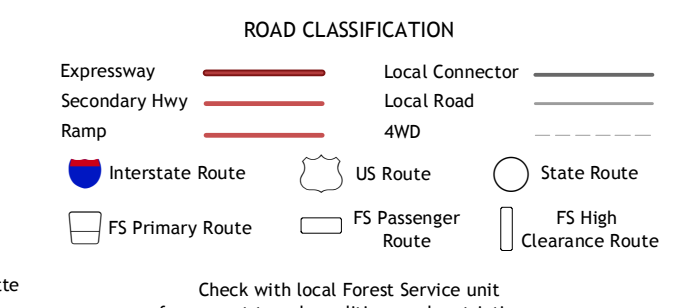 ROAD CLASSIFICATION
Expressway
Local Connector
Secondary Hwy
Local Road
Ramp
4WD
Interstate Route
US Route
State Route
FS Primary Route
FS Passenger
Route
FS High
Clearance Route
Check with local Forest Service unit